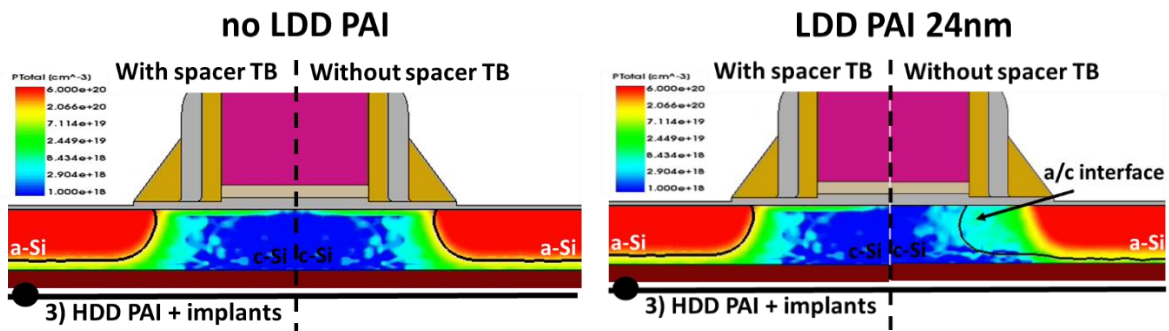 no LDD PAI
With spacer TB
Without spacer TB
PTotal (cm^-3)
6.000e+20
2.066e+20
7.114e+19
2.449e+19
8.434e+18
2.904e+18
1.000e+18
a-Si
c-Si
c-Si
a-Si
3) HDD PAI + implants
LDD PAI 24nm
With spacer TB
Without spacer TB
PTotal (cm^-3)
6.000e+20
2.066e+20
7.114e+19
2.449e+19
8.434e+18
2.904e+18
1.000e+18
a/c interface
a-Si
c-Si
c-Si
a-Si
3) HDD PAI + implants